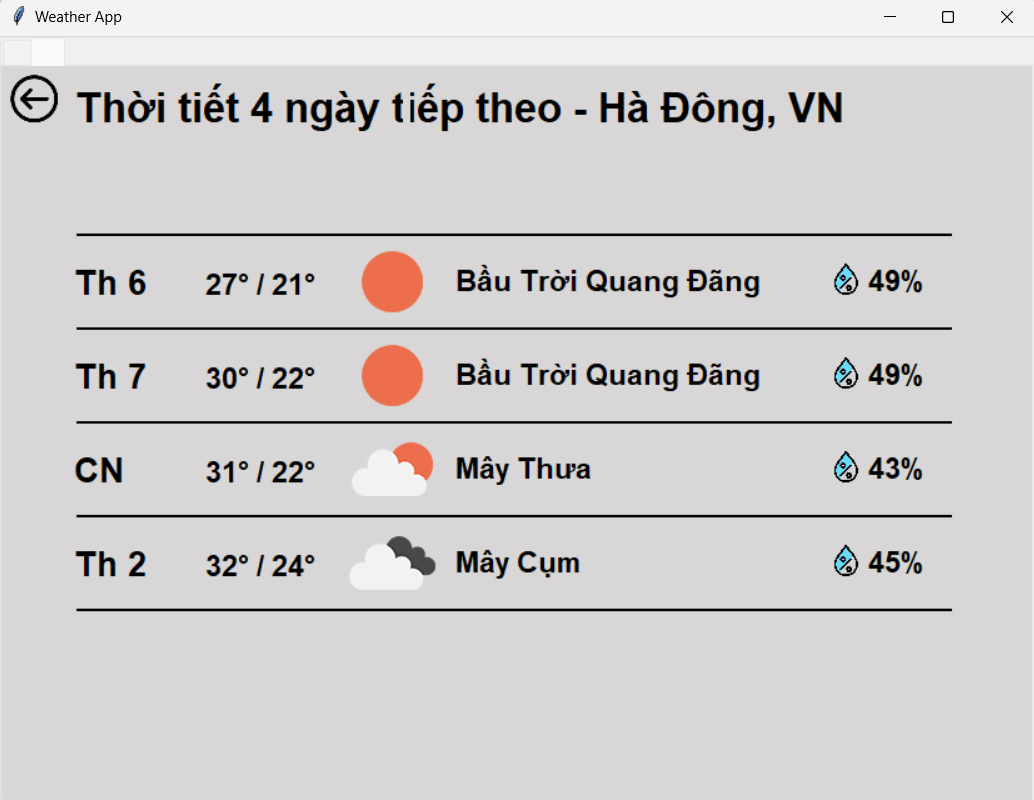 Weather App
Thời tiết 4 ngày tiếp theo - Hà Đông, VN
Th 6 27° / 21° Bầu Trời Quang Đãng 49%
Th 7 30° / 22° Bầu Trời Quang Đãng 49%
CN 31° / 22° Mây Thưa 43%
Th 2 32° / 24° Mây Cụm 45%